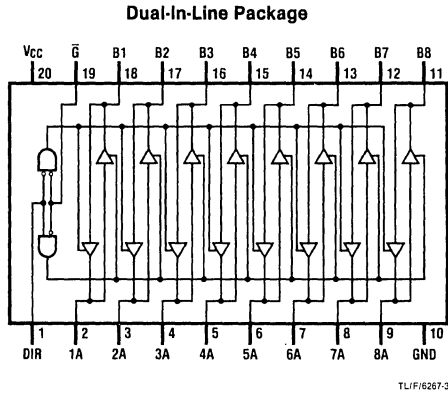 Dual-In-Line Package
VCC G B1 B2 B3 B4 B5 B6 B7 B8
20 19 18 17 16 15 14 13 12 11
1 2 3 4 5 6 7 8 9 10
DIR 1A 2A 3A 4A 5A 6A 7A 8A GND
TL/F/6267-3